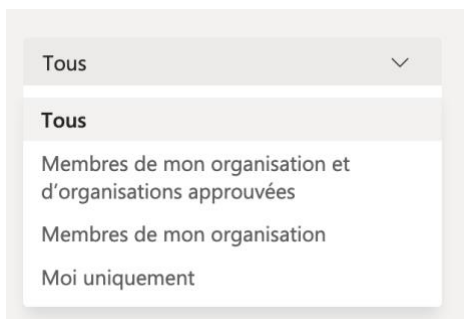 Tous
Tous
Membres de mon organisation et
d’organisations approuvées
Membres de mon organisation
Moi uniquement